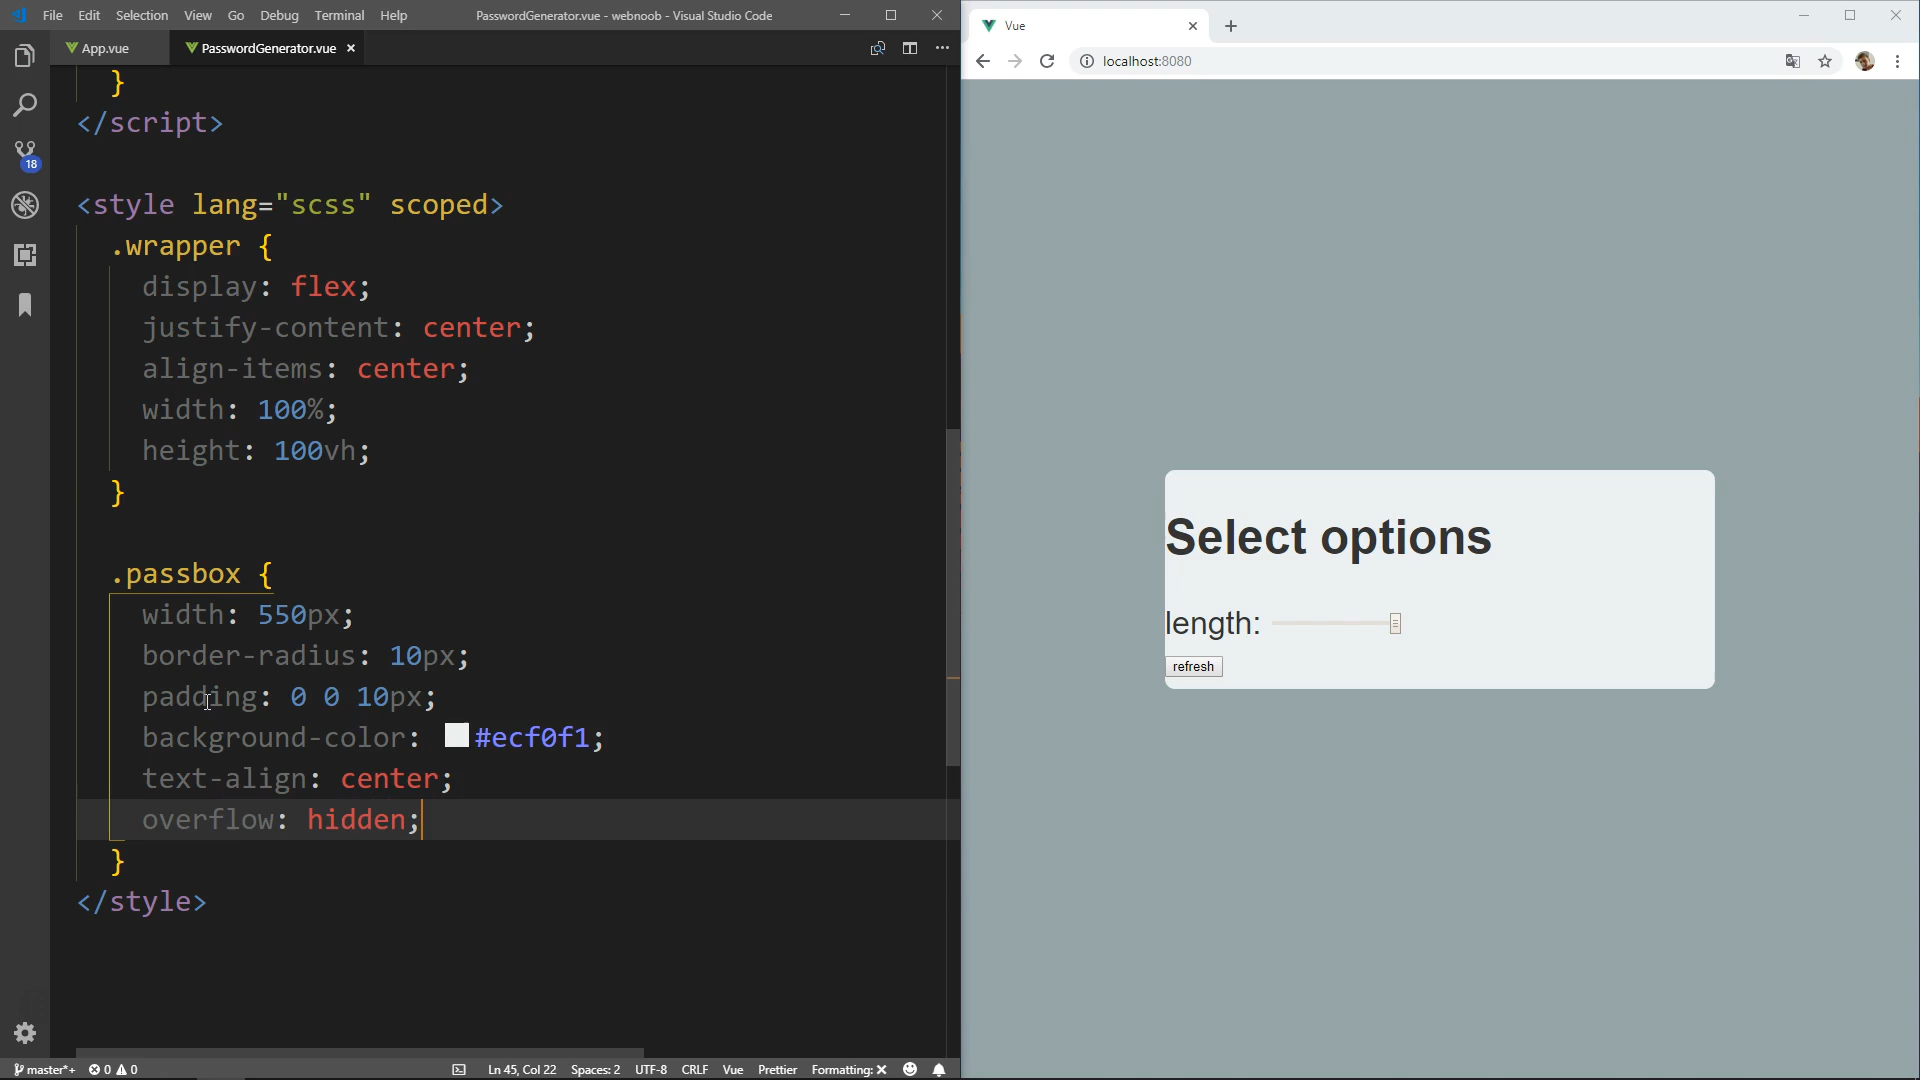 File Edit Selection View Go Debug Terminal Help PasswordGenerator.vue - webnoob - Visual Studio Code
App.vue PasswordGenerator.vue
}
</script>
<style lang="scss" scoped>
.wrapper {
display: flex;
justify-content: center;
align-items: center;
width: 100%;
height: 100vh;
}
.passbox {
width: 550px;
border-radius: 10px;
padding: 0 0 10px;
background-color: #ecf0f1;
text-align: center;
overflow: hidden;
}
</style>
18
master*+ 0 0 Ln 45, Col 22 Spaces: 2 UTF-8 CRLF Vue Prettier Formatting:
Vue
localhost:8080
Select options
length:
refresh